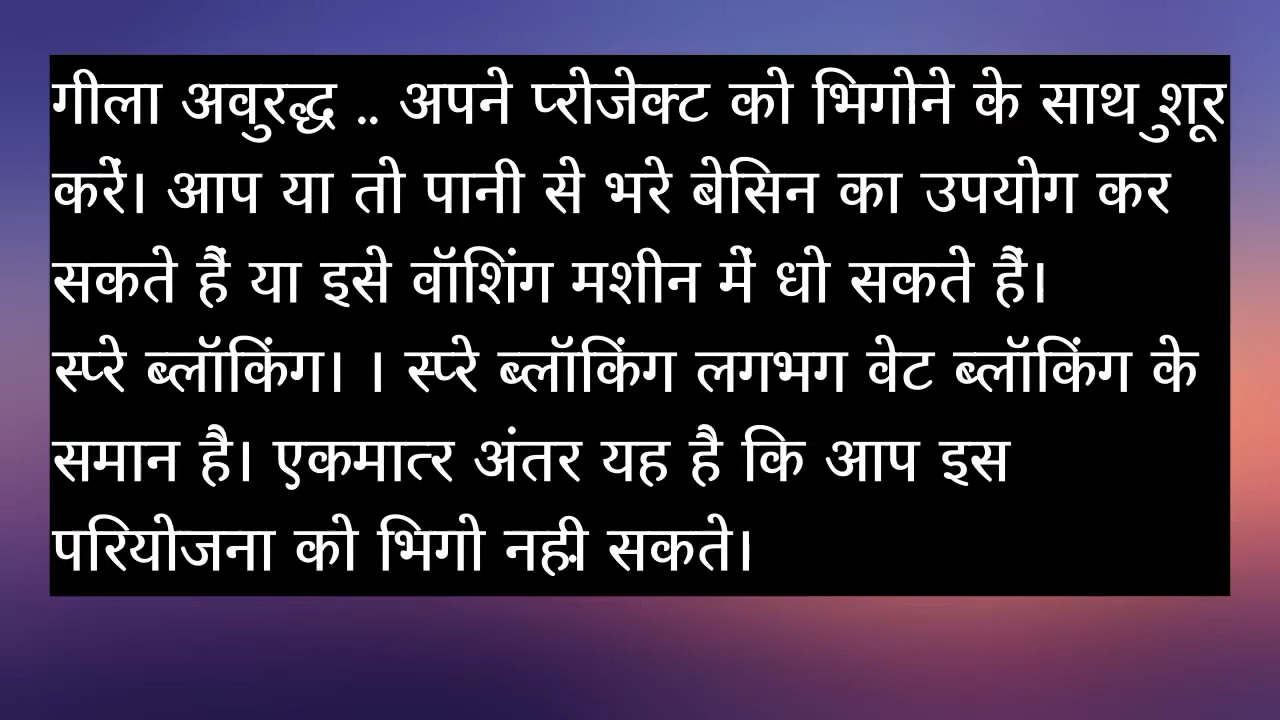 गीला अवुरद्ध .. अपने प्रोजेक्ट को भिगोने के साथ शुरू
करें। आप या तो पानी से भरे बेसिन का उपयोग कर
सकते हैं या इसे वॉशिंग मशीन में धो सकते हैं।
स्प्रे ब्लॉकिंग। । स्प्रे ब्लॉकिंग लगभग वेट ब्लॉकिंग के
समान है। एकमात्र अंतर यह है कि आप इस
परियोजना को भिगो नहीं सकते।